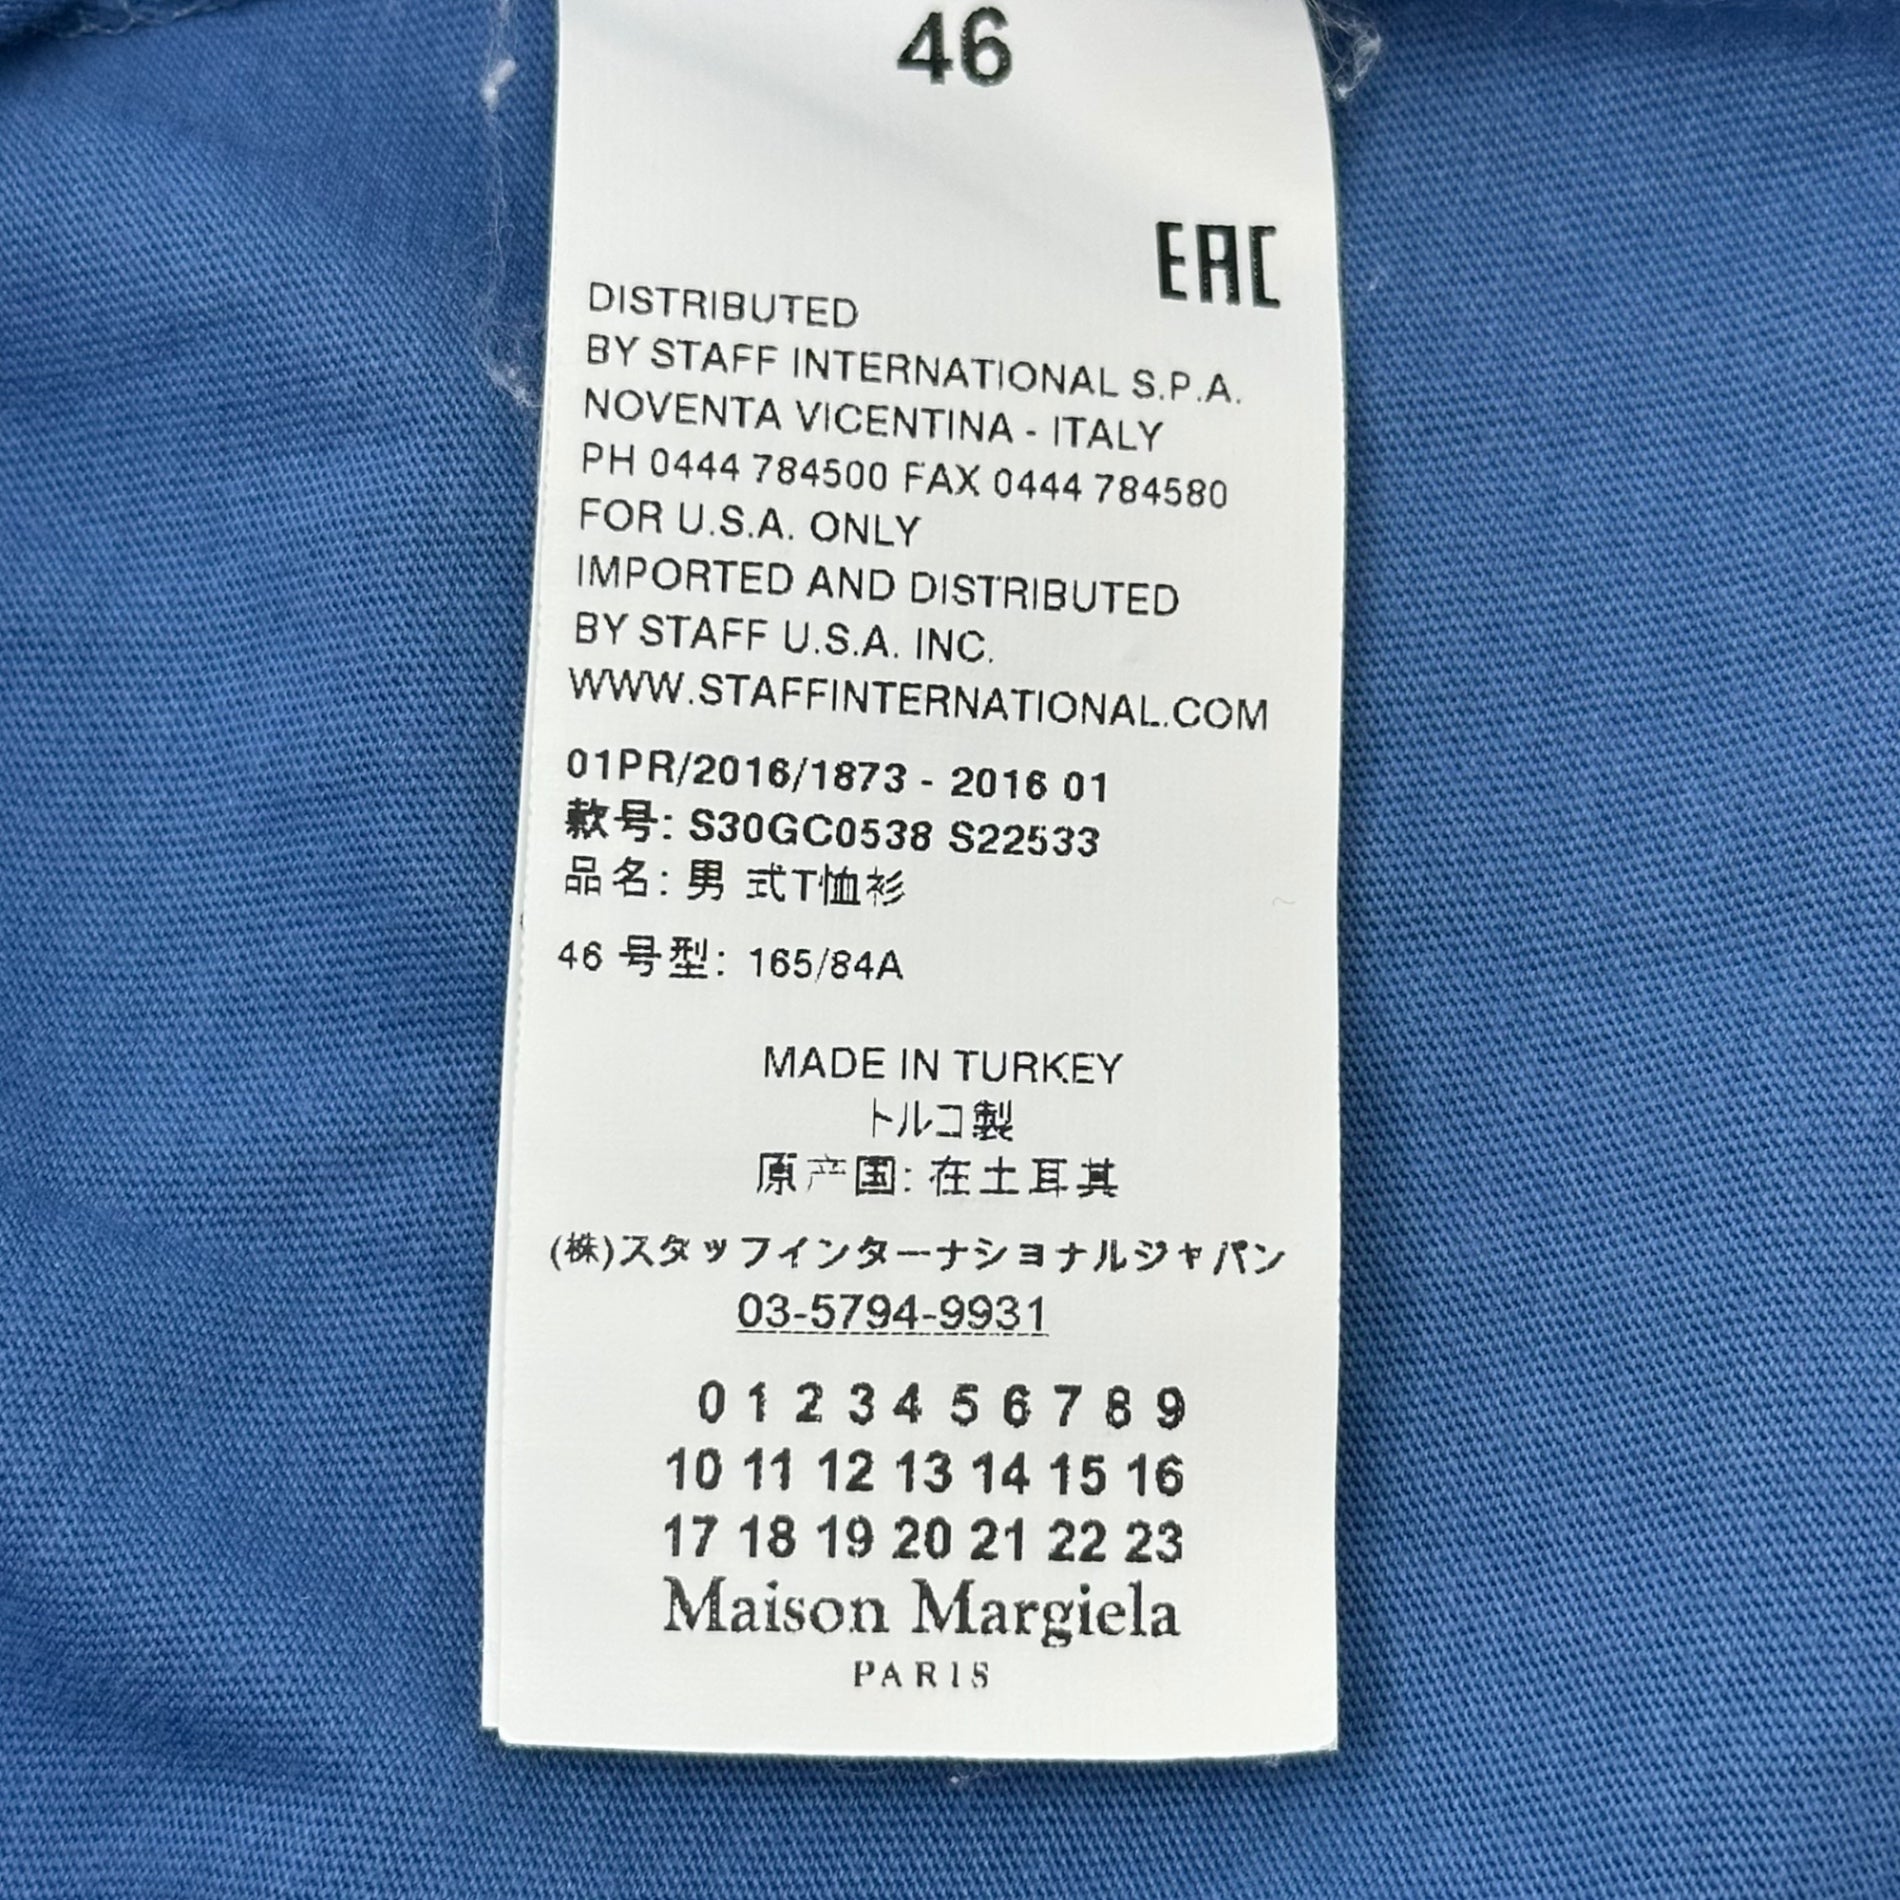 46
EAC
DISTRIBUTED
BY STAFF INTERNATIONAL S.P.A.
NOVENTA VICENTINA - ITALY
PH 0444 784500 FAX 0444 784580
FOR U.S.A. ONLY
IMPORTED AND DISTRIBUTED
BY STAFF U.S.A. INC.
WWW.STAFFINTERNATIONAL.COM
01PR/2016/1873 - 2016 01
款号: S30GC0538 S22533
品名: 男 式T恤衫
46 号型: 165/84A
MADE IN TURKEY
トルコ製
原产国: 在土耳其
(株)スタッフインターナショナルジャパン
03-5794-9931
0 1 2 3 4 5 6 7 8 9
10 11 12 13 14 15 16
17 18 19 20 21 22 23
Maison Margiela
PARIS